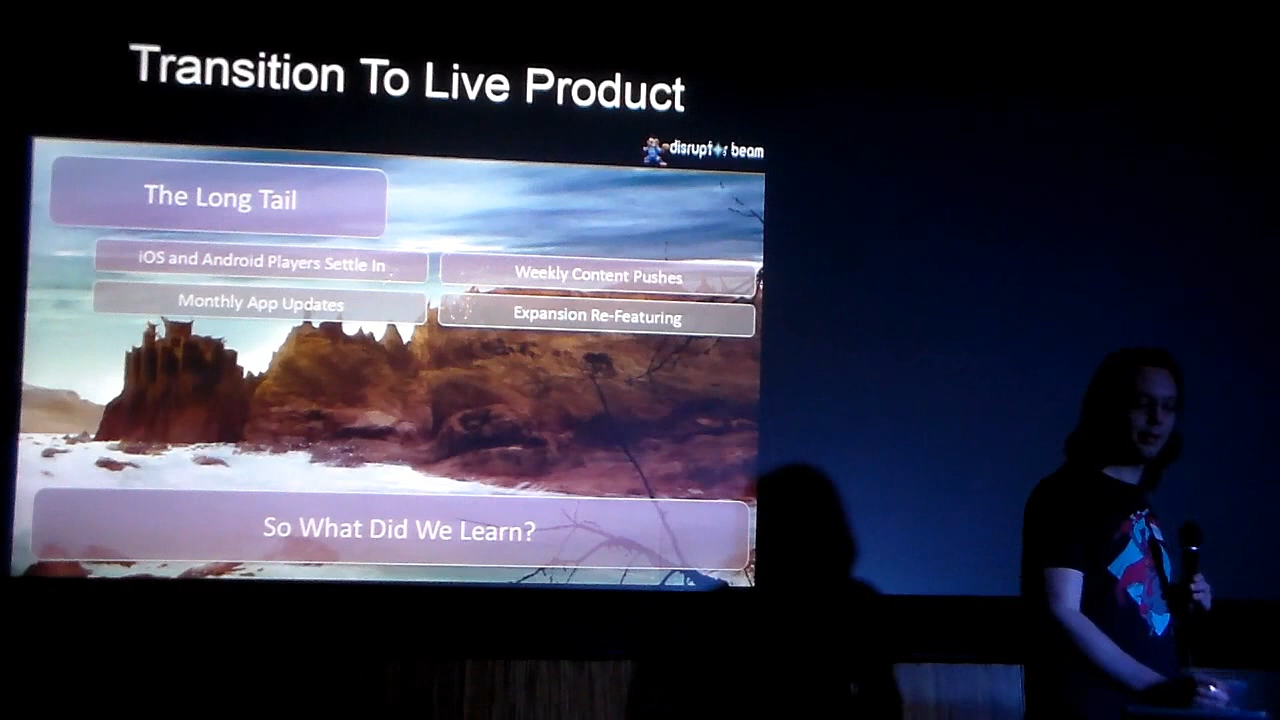 Transition To Live Product
disruptor beam
The Long Tail
iOS and Android Players Settle In
Weekly Content Pushes
Monthly App Updates
Expansion Re-Featuring
So What Did We Learn?